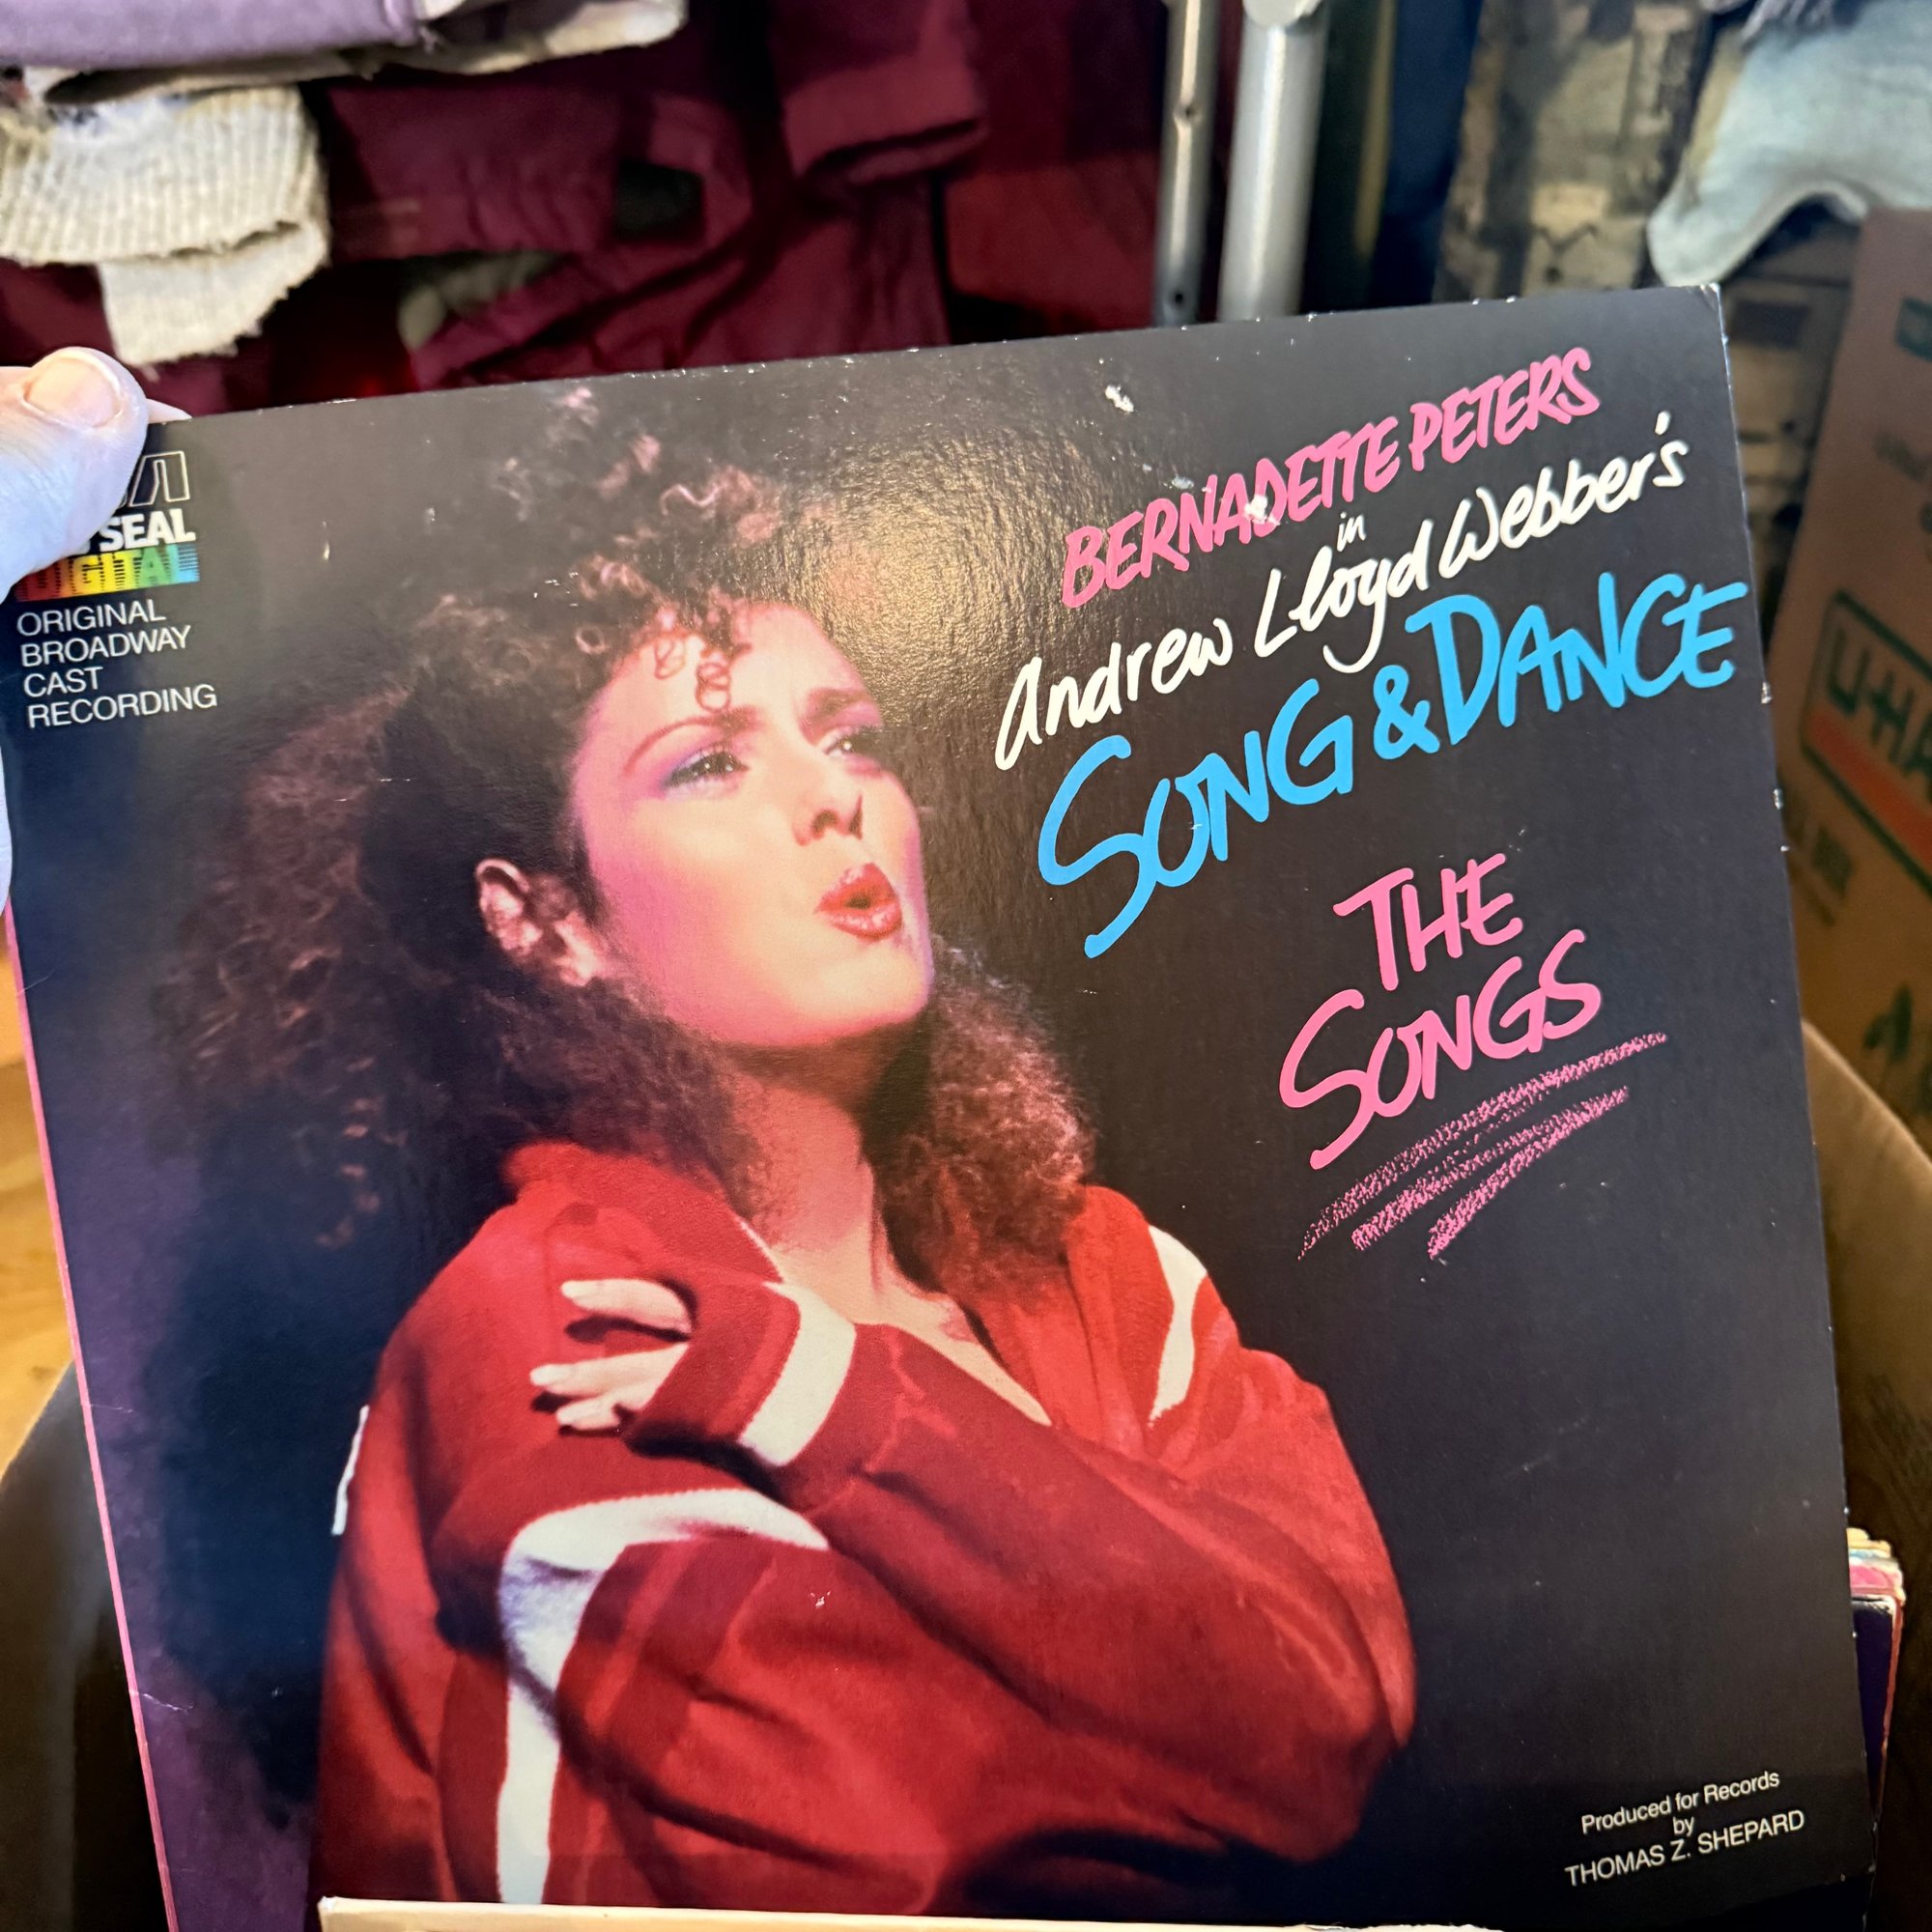 SEAL
DIGITAL
ORIGINAL
BROADWAY
CAST
RECORDING
BERNADETTE PETERS
in
Andrew Lloyd Webber's
SONG & DANCE
THE
SONGS
Produced for Records
by
THOMAS Z. SHEPARD